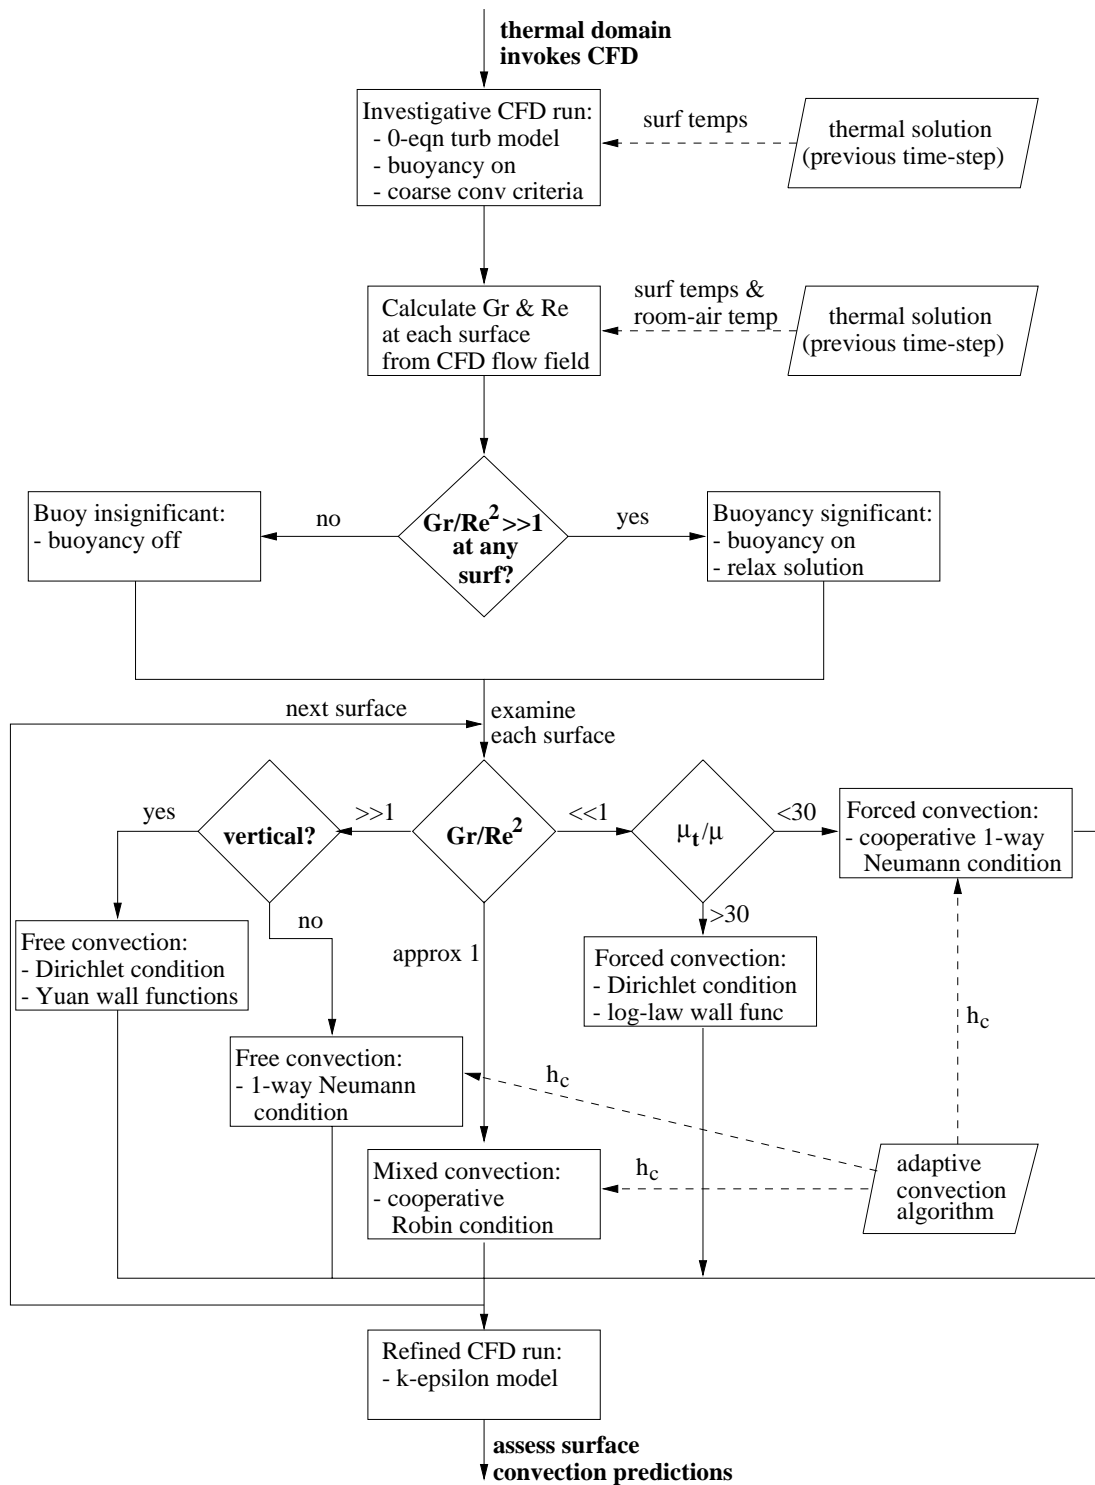 thermal domain
invokes CFD
Investigative CFD run:
- 0-eqn turb model
- buoyancy on
- coarse conv criteria
surf temps
thermal solution
(previous time-step)
Calculate Gr & Re
at each surface
from CFD flow field
surf temps &
room-air temp
thermal solution
(previous time-step)
Buoy insignificant:
- buoyancy off
no
Gr/Re² >>1
at any
surf?
yes
Buoyancy significant:
- buoyancy on
- relax solution
next surface
examine
each surface
yes
vertical?
>>1
Gr/Re²
<<1
μt/μ
<30
Forced convection:
- cooperative 1-way
Neumann condition
no
>30
approx 1
Free convection:
- Dirichlet condition
- Yuan wall functions
Forced convection:
- Dirichlet condition
- log-law wall func
hc
Free convection:
- 1-way Neumann
condition
hc
Mixed convection:
- cooperative
Robin condition
hc
adaptive
convection
algorithm
Refined CFD run:
- k-epsilon model
assess surface
convection predictions